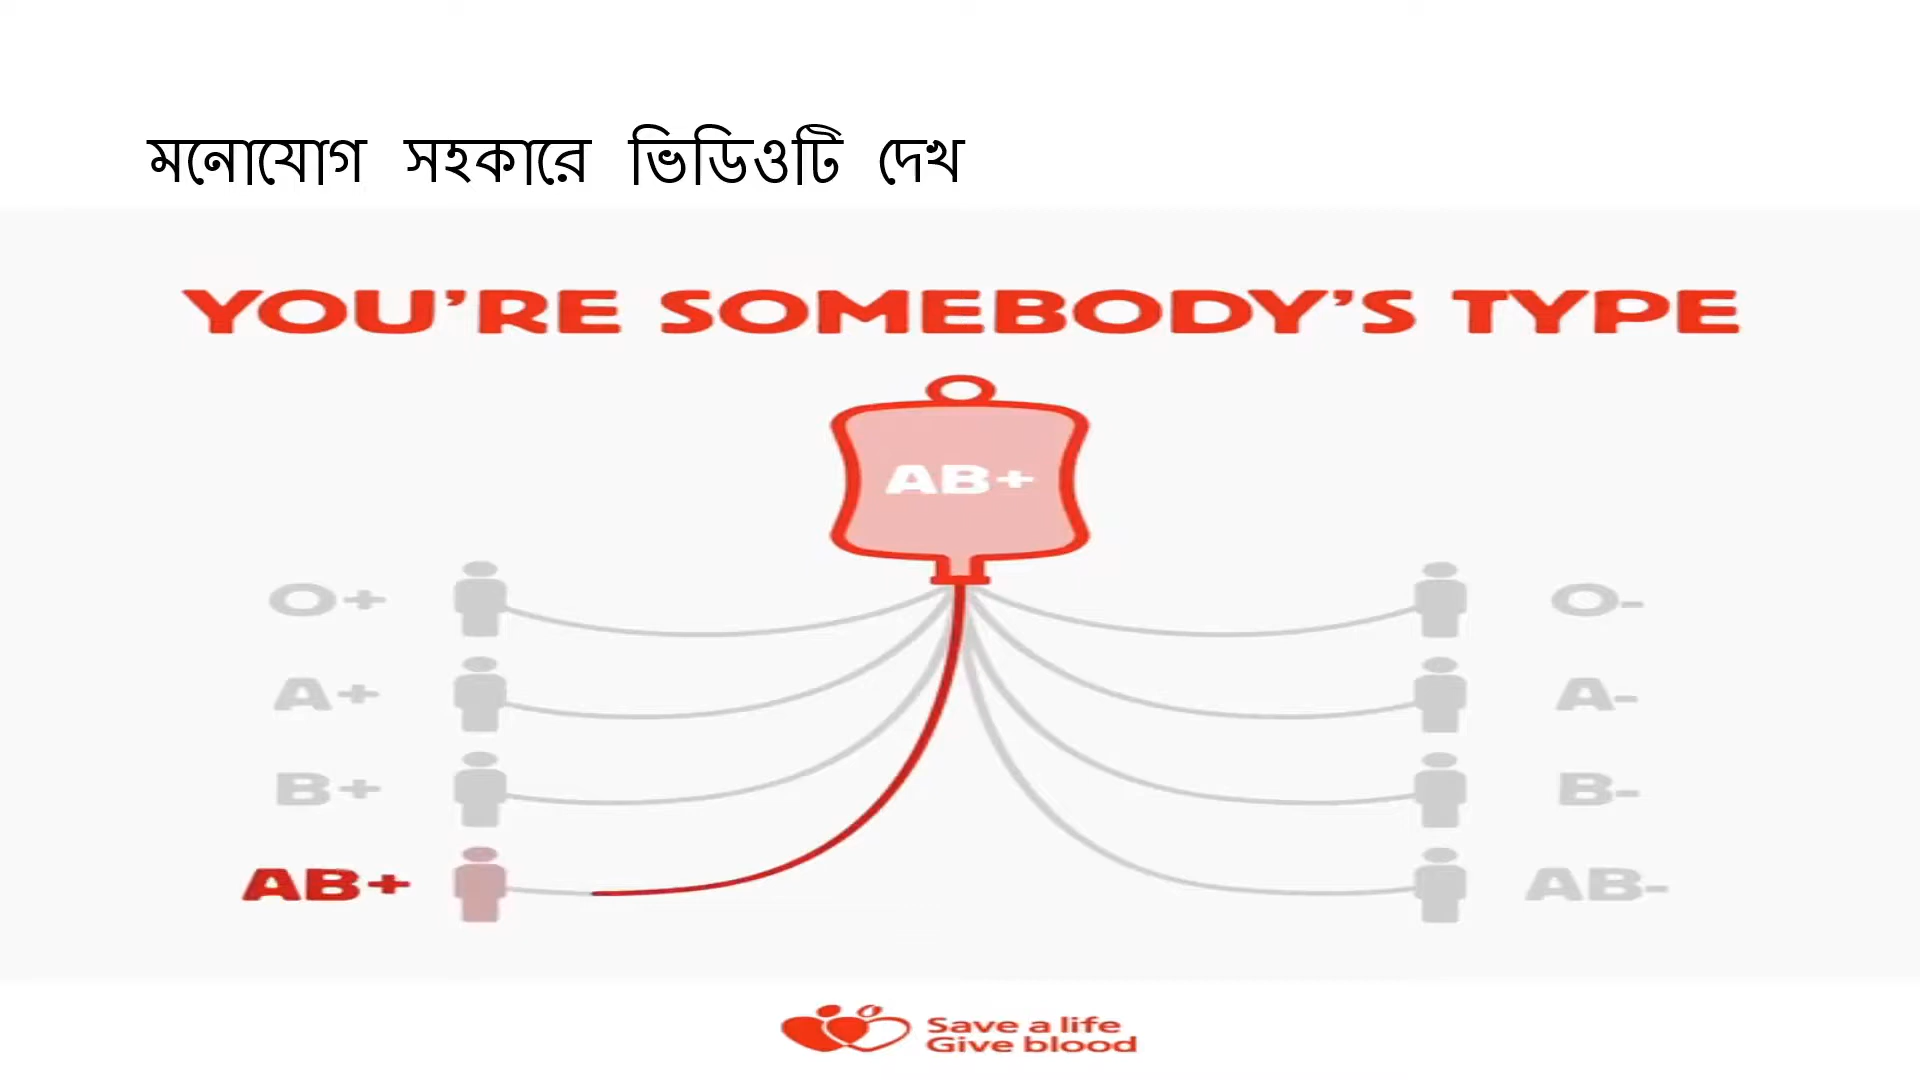 মনোযোগ সহকারে ভিডিওটি দেখ
YOU'RE SOMEBODY'S TYPE
AB+
O+
O-
A+
A-
B+
B-
AB+
AB-
Save a life
Give blood